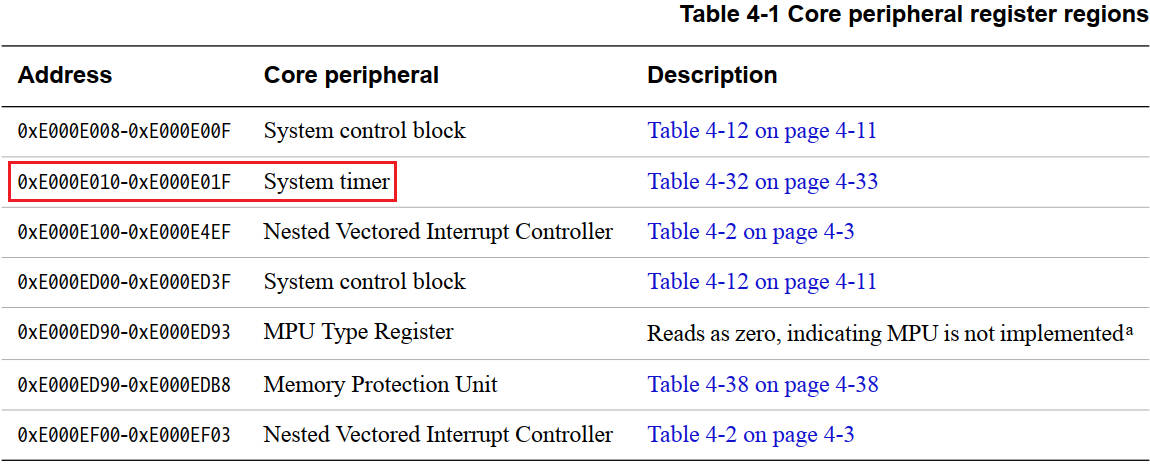 Table 4-1 Core peripheral register regions
Address Core peripheral Description
0xE000E008-0xE000E00F System control block Table 4-12 on page 4-11
0xE000E010-0xE000E01F System timer Table 4-32 on page 4-33
0xE000E100-0xE000E4EF Nested Vectored Interrupt Controller Table 4-2 on page 4-3
0xE000ED00-0xE000ED3F System control block Table 4-12 on page 4-11
0xE000ED90-0xE000ED93 MPU Type Register Reads as zero, indicating MPU is not implementedᵃ
0xE000ED90-0xE000EDB8 Memory Protection Unit Table 4-38 on page 4-38
0xE000EF00-0xE000EF03 Nested Vectored Interrupt Controller Table 4-2 on page 4-3